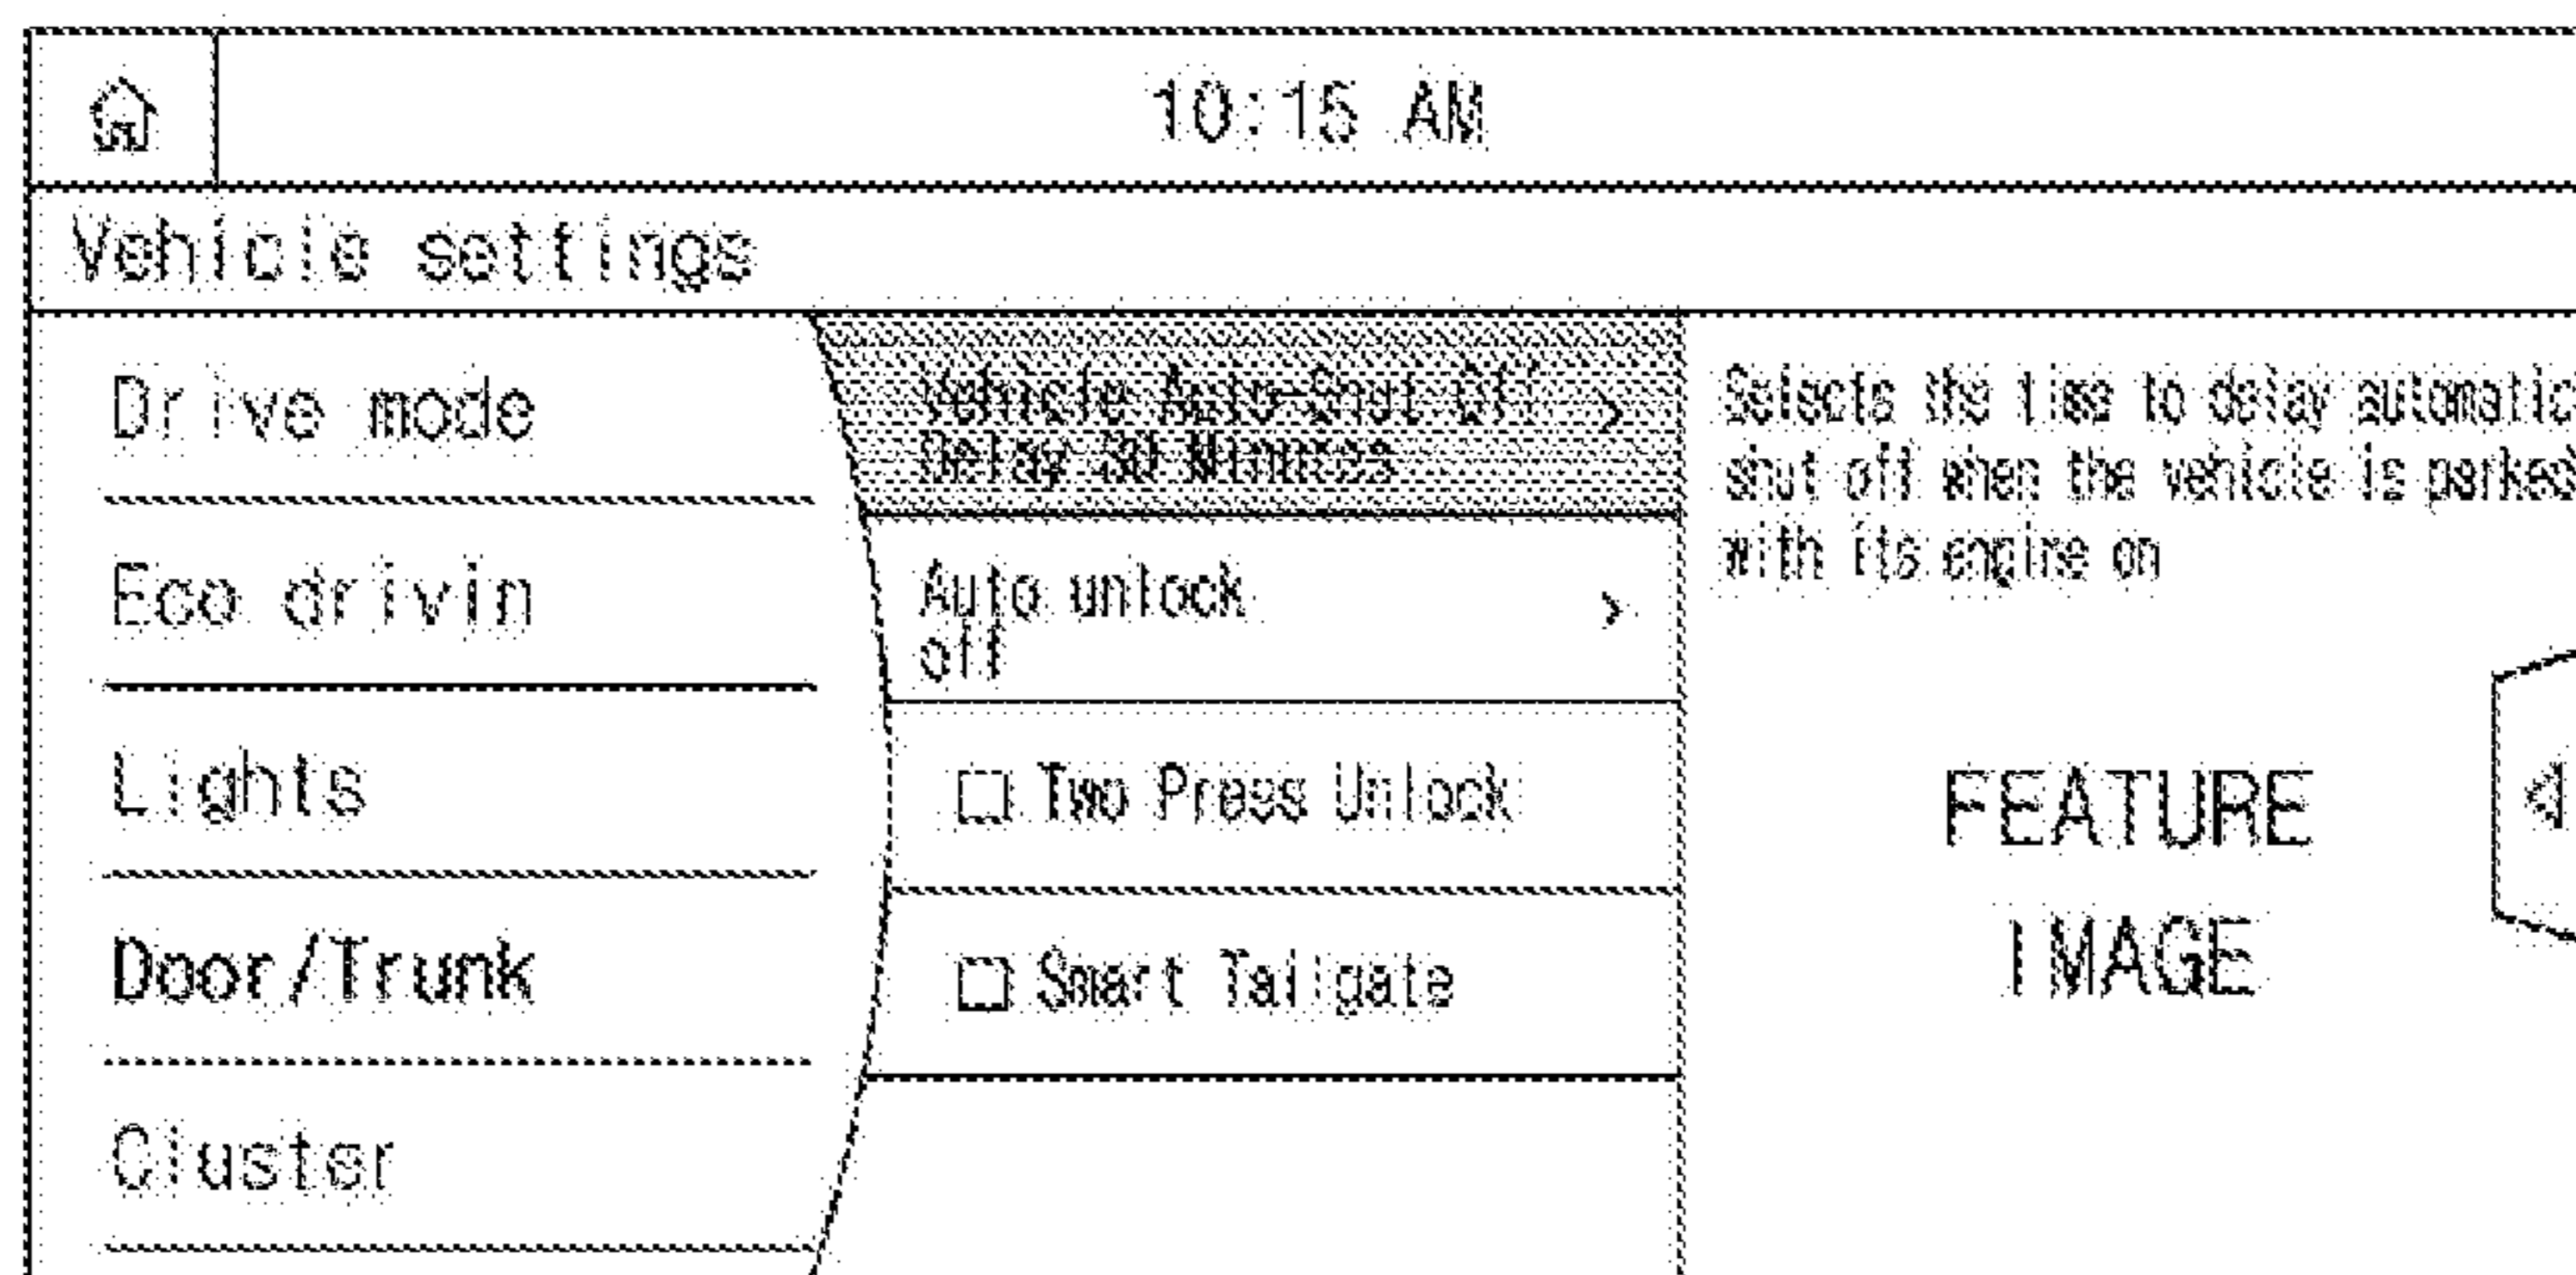 10:15 AM
Vehicle settings
Drive mode
Eco drivin
Lights
Door/Trunk
Cluster
Vehicle Auto-Shut Off
Delay 30 Minutes
>
Auto unlock
off
>
Two Press Unlock
Smart Tailgate
Selects the time to delay automatic
shut off when the vehicle is parked
with its engine on
FEATURE
IMAGE